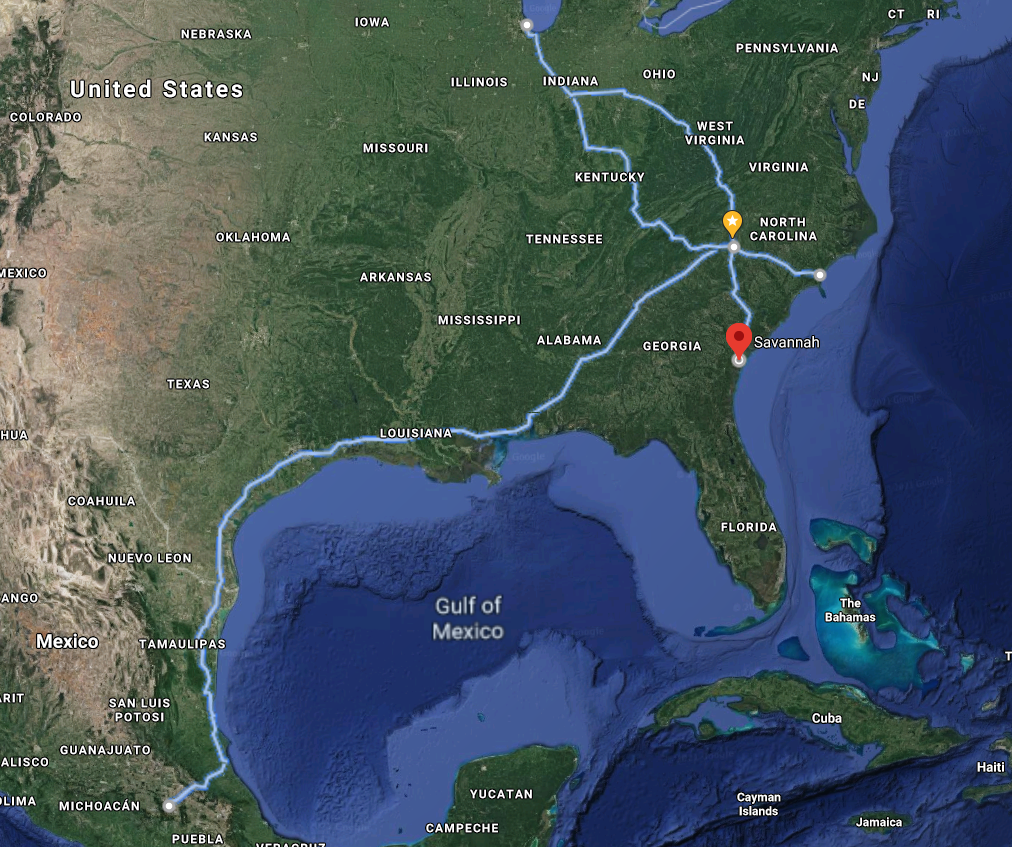 IOWA
CT
RI
NEBRASKA
PENNSYLVANIA
OHIO
NJ
ILLINOIS
INDIANA
United States
DE
COLORADO
WEST
VIRGINIA
KANSAS
MISSOURI
VIRGINIA
KENTUCKY
NORTH
CAROLINA
OKLAHOMA
TENNESSEE
MEXICO
ARKANSAS
MISSISSIPPI
ALABAMA
GEORGIA
Savannah
TEXAS
HUA
LOUISIANA
Google
COAHUILA
FLORIDA
NUEVO LEON
ANGO
Gulf of
Mexico
The
Bahamas
Mexico
TAMAULIPAS
T
ARIT
SAN LUIS
POTOSI
Cuba
GUANAJUATO
ALISCO
Haiti
YUCATAN
OLIMA
MICHOACÁN
Cayman
Islands
Jamaica
CAMPECHE
PUEBLA
VERACRUZ